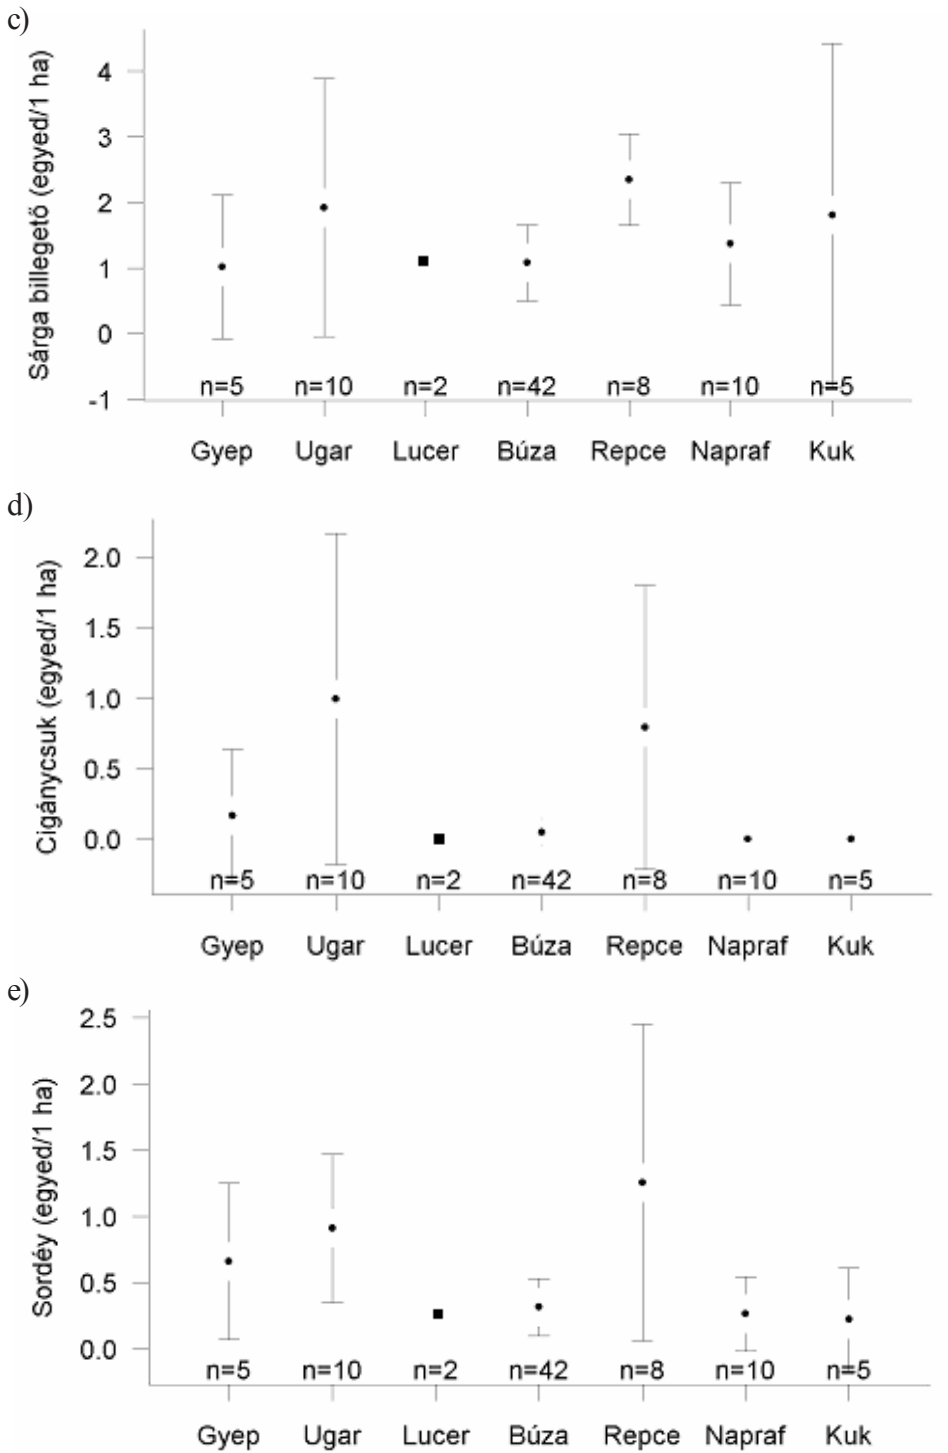 c)
Sárga billegető (egyed/1 ha)
4
3
2
1
0
-1
n=5 n=10 n=2 n=42 n=8 n=10 n=5
Gyep Ugar Lucer Búza Repce Napraf Kuk
d)
Cigánycsuk (egyed/1 ha)
2.0
1.5
1.0
0.5
0.0
n=5 n=10 n=2 n=42 n=8 n=10 n=5
Gyep Ugar Lucer Búza Repce Napraf Kuk
e)
Sordéy (egyed/1 ha)
2.5
2.0
1.5
1.0
0.5
0.0
n=5 n=10 n=2 n=42 n=8 n=10 n=5
Gyep Ugar Lucer Búza Repce Napraf Kuk